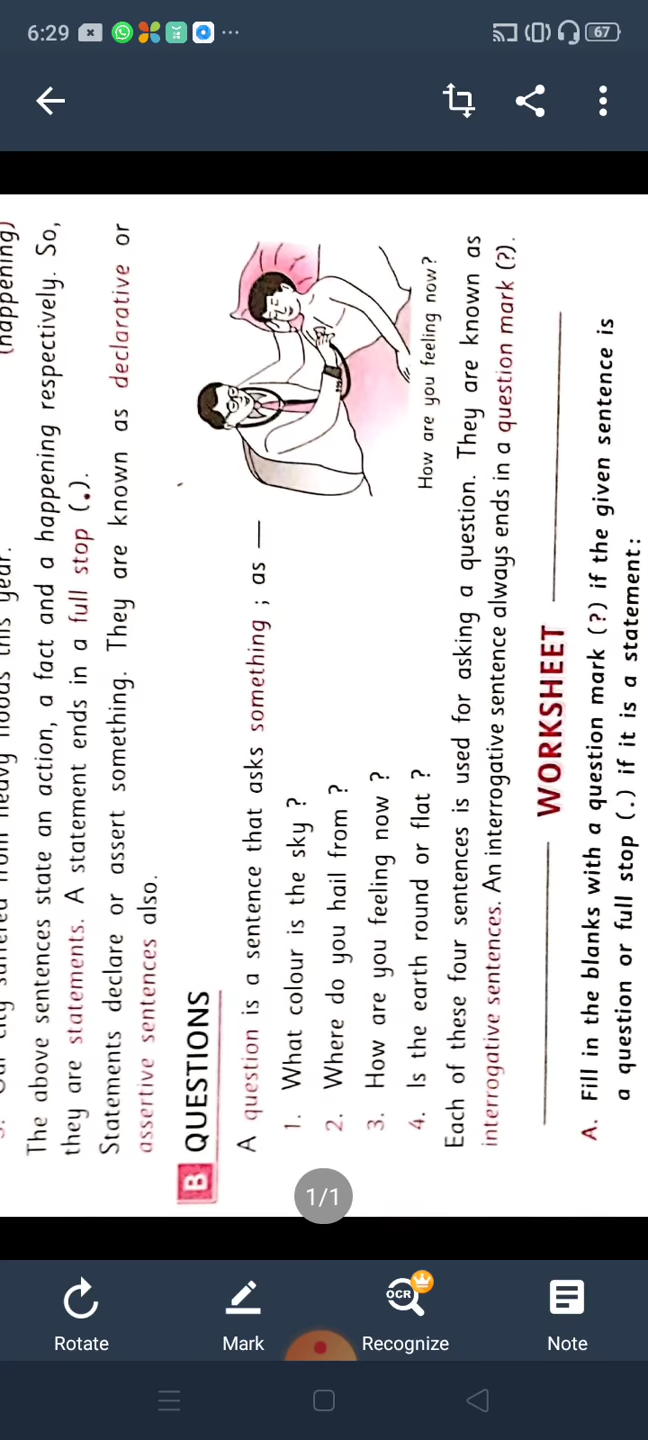 6:29
67
(happening)
The above sentences state an action, a fact and a happening respectively. So,
they are statements. A statement ends in a full stop (.).
Statements declare or assert something. They are known as declarative or
assertive sentences also.
B QUESTIONS
A question is a sentence that asks something ; as —
1. What colour is the sky ?
2. Where do you hail from ?
3. How are you feeling now ?
4. Is the earth round or flat ?
How are you feeling now?
Each of these four sentences is used for asking a question. They are known as
interrogative sentences. An interrogative sentence always ends in a question mark (?).
WORKSHEET
A. Fill in the blanks with a question mark (?) if the given sentence is
a question or full stop (.) if it is a statement:
1/1
Rotate
Mark
OCR
Recognize
Note